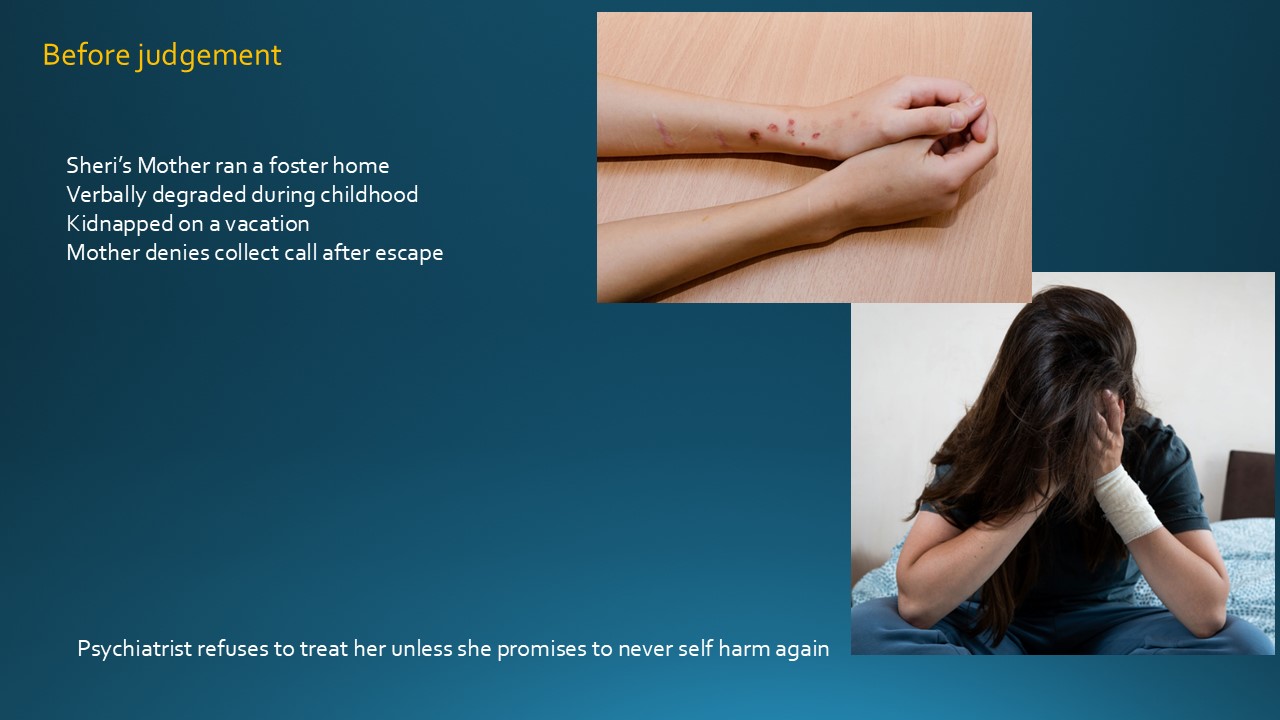 Before judgement
Sheri’s Mother ran a foster home
Verbally degraded during childhood
Kidnapped on a vacation
Mother denies collect call after escape
Psychiatrist refuses to treat her unless she promises to never self harm again